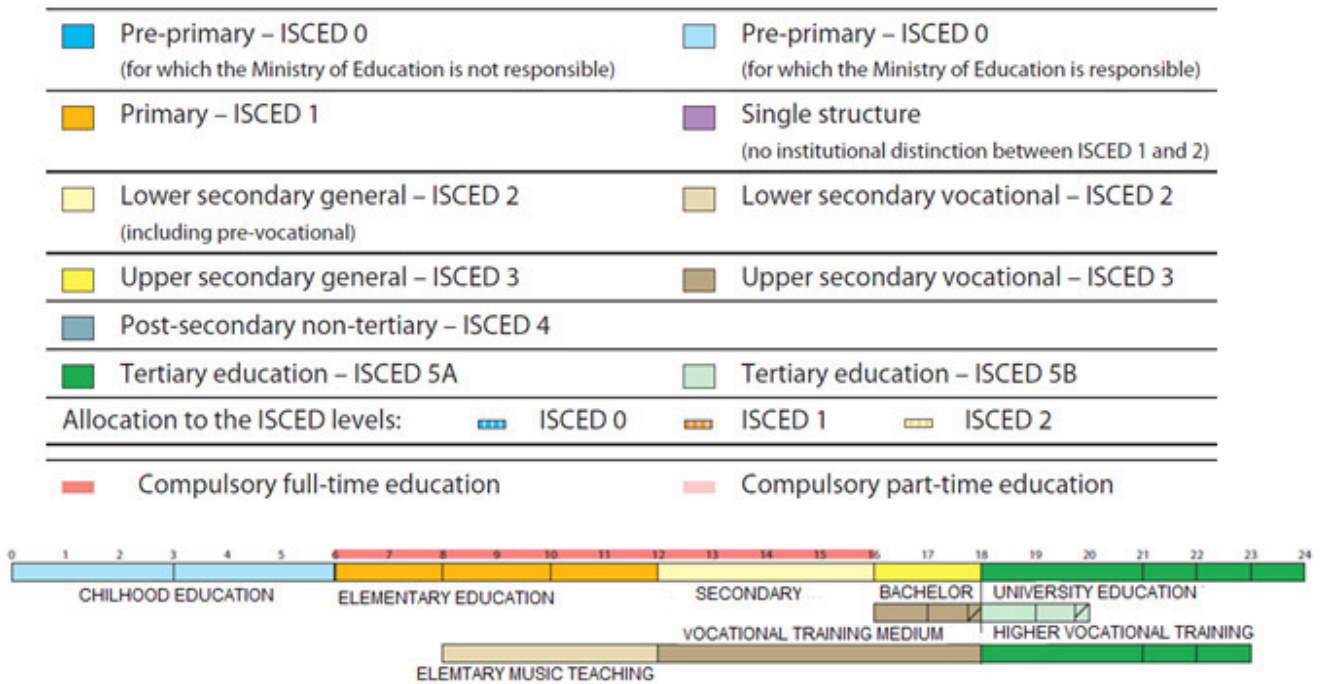 Pre-primary – ISCED 0
(for which the Ministry of Education is not responsible)
Pre-primary – ISCED 0
(for which the Ministry of Education is responsible)
Primary – ISCED 1
Single structure
(no institutional distinction between ISCED 1 and 2)
Lower secondary general – ISCED 2
(including pre-vocational)
Lower secondary vocational – ISCED 2
Upper secondary general – ISCED 3
Upper secondary vocational – ISCED 3
Post-secondary non-tertiary – ISCED 4
Tertiary education – ISCED 5A
Tertiary education – ISCED 5B
Allocation to the ISCED levels: ISCED 0 ISCED 1 ISCED 2
Compulsory full-time education
Compulsory part-time education
0 1 2 3 4 5 6 7 8 9 10 11 12 13 14 15 16 17 18 19 20 21 22 23 24
CHILHOOD EDUCATION
ELEMENTARY EDUCATION
SECONDARY
BACHELOR
UNIVERSITY EDUCATION
VOCATIONAL TRAINING MEDIUM
HIGHER VOCATIONAL TRAINING
ELEMTARY MUSIC TEACHING